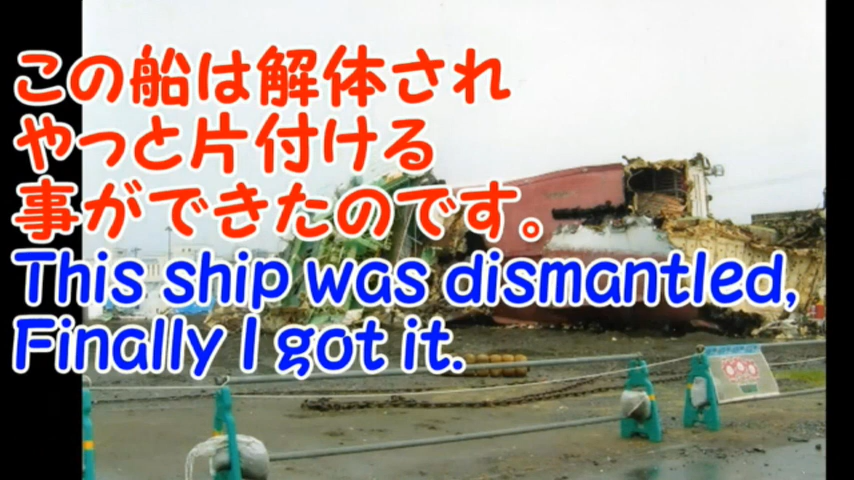 この船は解体され
やっと片付ける
事ができたのです。
This ship was dismantled,
Finally I got it.